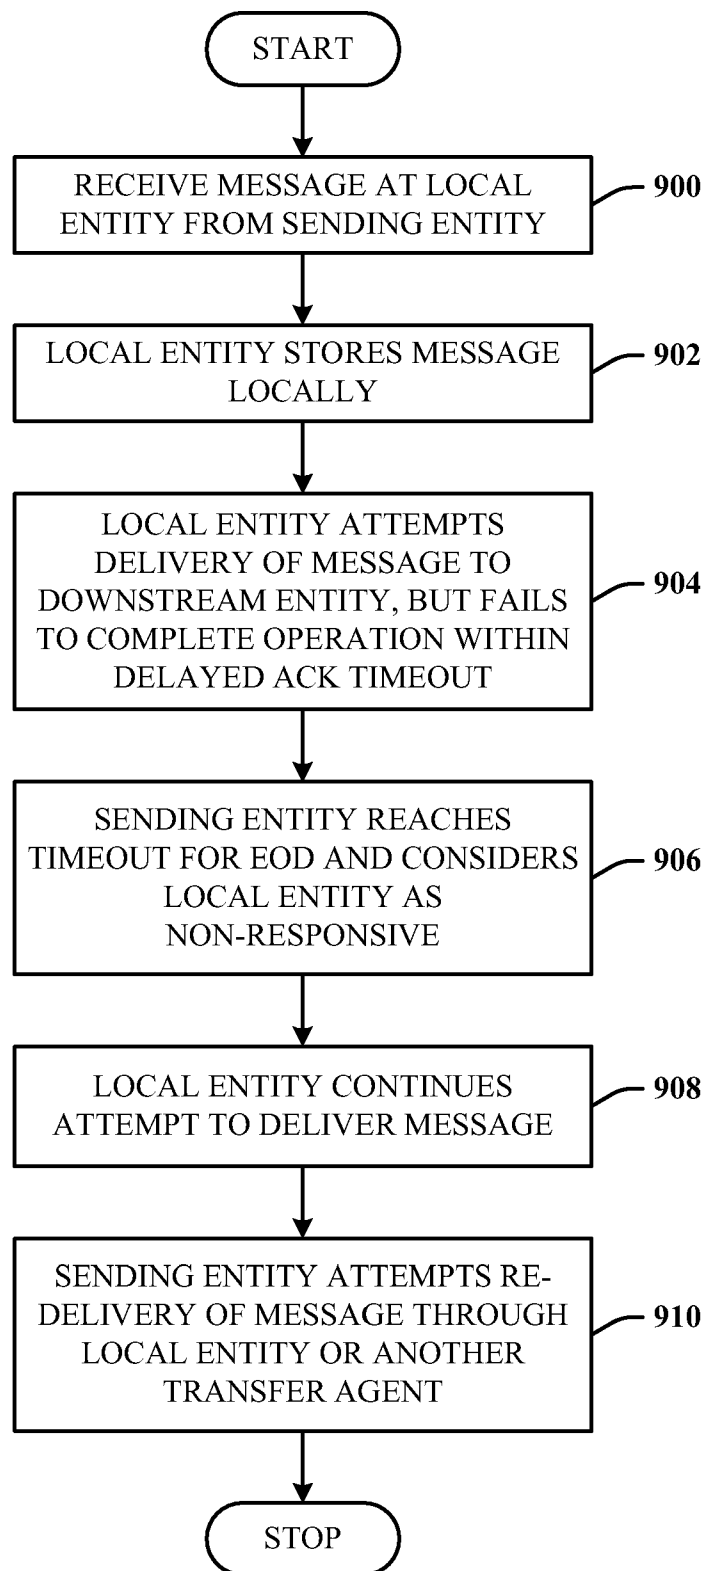 START
RECEIVE MESSAGE AT LOCAL
ENTITY FROM SENDING ENTITY
900
LOCAL ENTITY STORES MESSAGE
LOCALLY
902
LOCAL ENTITY ATTEMPTS
DELIVERY OF MESSAGE TO
DOWNSTREAM ENTITY, BUT FAILS
TO COMPLETE OPERATION WITHIN
DELAYED ACK TIMEOUT
904
SENDING ENTITY REACHES
TIMEOUT FOR EOD AND CONSIDERS
LOCAL ENTITY AS
NON-RESPONSIVE
906
LOCAL ENTITY CONTINUES
ATTEMPT TO DELIVER MESSAGE
908
SENDING ENTITY ATTEMPTS RE-
DELIVERY OF MESSAGE THROUGH
LOCAL ENTITY OR ANOTHER
TRANSFER AGENT
910
STOP